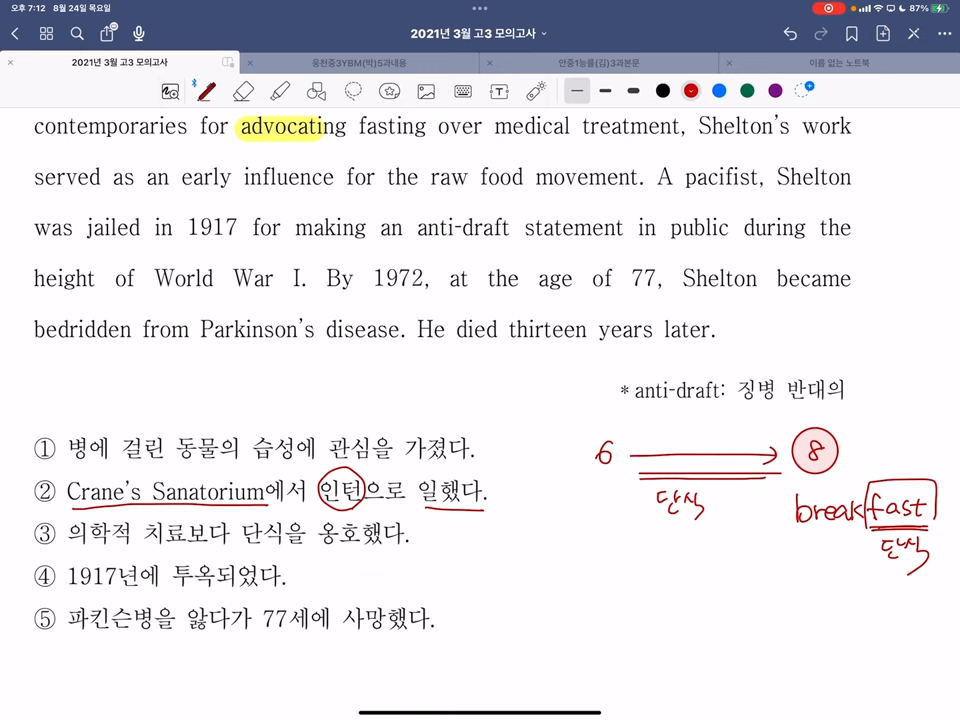 오후 7:12 8월 24일 목요일
87%
2021년 3월 고3 모의고사
2021년 3월 고3 모의고사
웅천중3YBM(박)5과내용
안중1능률(김)3과본문
이름 없는 노트북
contemporaries for advocating fasting over medical treatment, Shelton's work
served as an early influence for the raw food movement. A pacifist, Shelton
was jailed in 1917 for making an anti-draft statement in public during the
height of World War I. By 1972, at the age of 77, Shelton became
bedridden from Parkinson's disease. He died thirteen years later.
* anti-draft: 징병 반대의
① 병에 걸린 동물의 습성에 관심을 가졌다.
6 8
② Crane's Sanatorium에서 인턴으로 일했다.
단식
breakfast
③ 의학적 치료보다 단식을 옹호했다.
단식
④ 1917년에 투옥되었다.
⑤ 파킨슨병을 앓다가 77세에 사망했다.